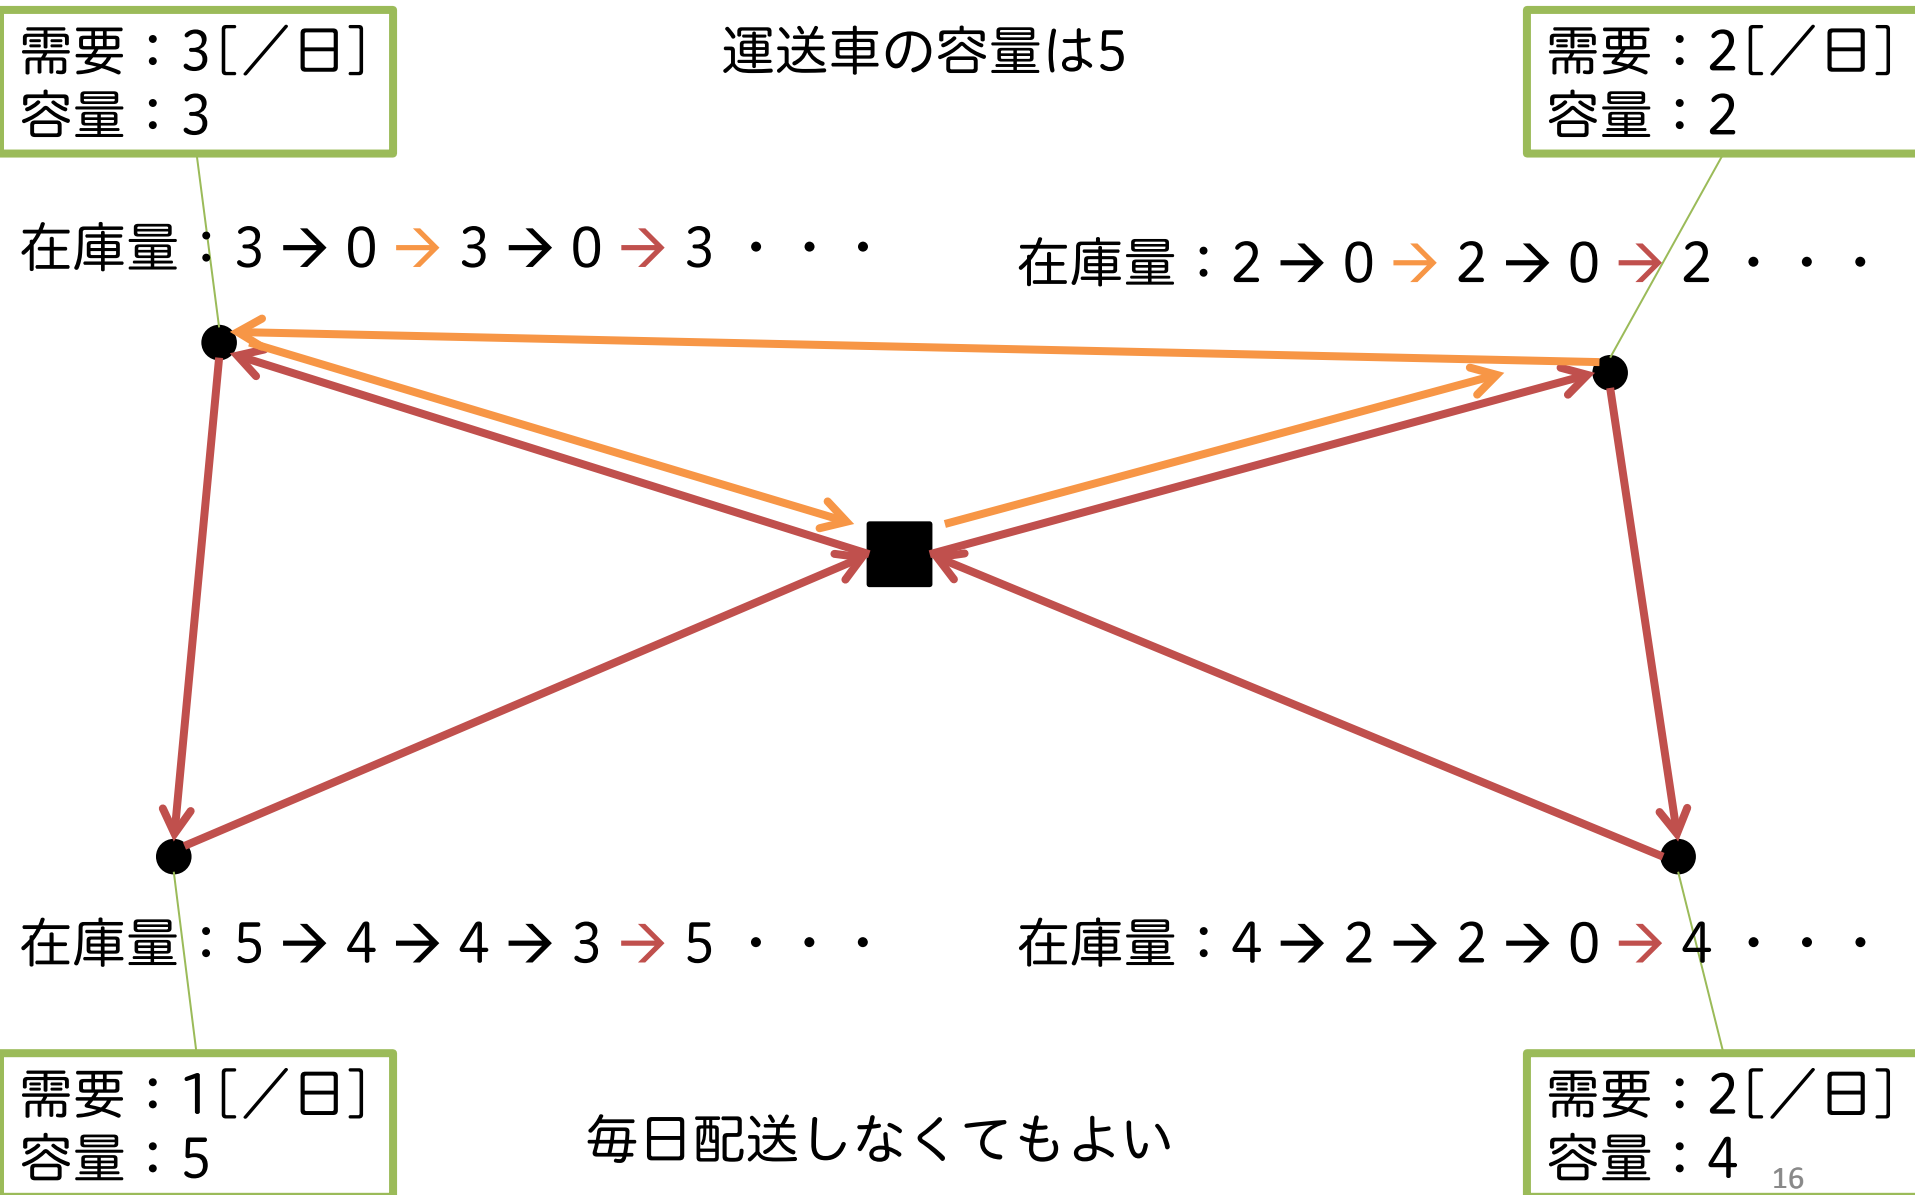 需要：3[／日]
容量：3
運送車の容量は5
需要：2[／日]
容量：2
在庫量：3 → 0 → 3 → 0 → 3 ・・・
在庫量：2 → 0 → 2 → 0 → 2 ・・・
在庫量：5 → 4 → 4 → 3 → 5 ・・・
在庫量：4 → 2 → 2 → 0 → 4 ・・・
需要：1[／日]
容量：5
毎日配送しなくてもよい
需要：2[／日]
容量：4
16